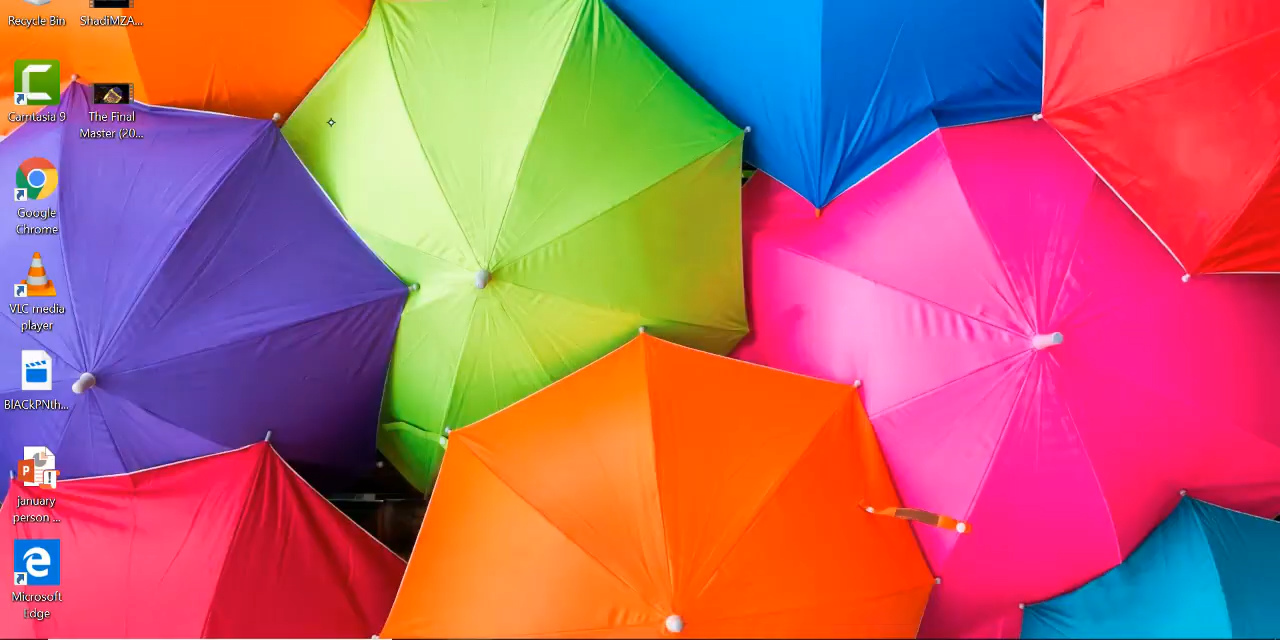 Recycle Bin
ShadiMZA...
Camtasia 9
The Final
Master (20...
Google
Chrome
VLC media
player
BlACkPNth...
january
person ...
Microsoft
Edge